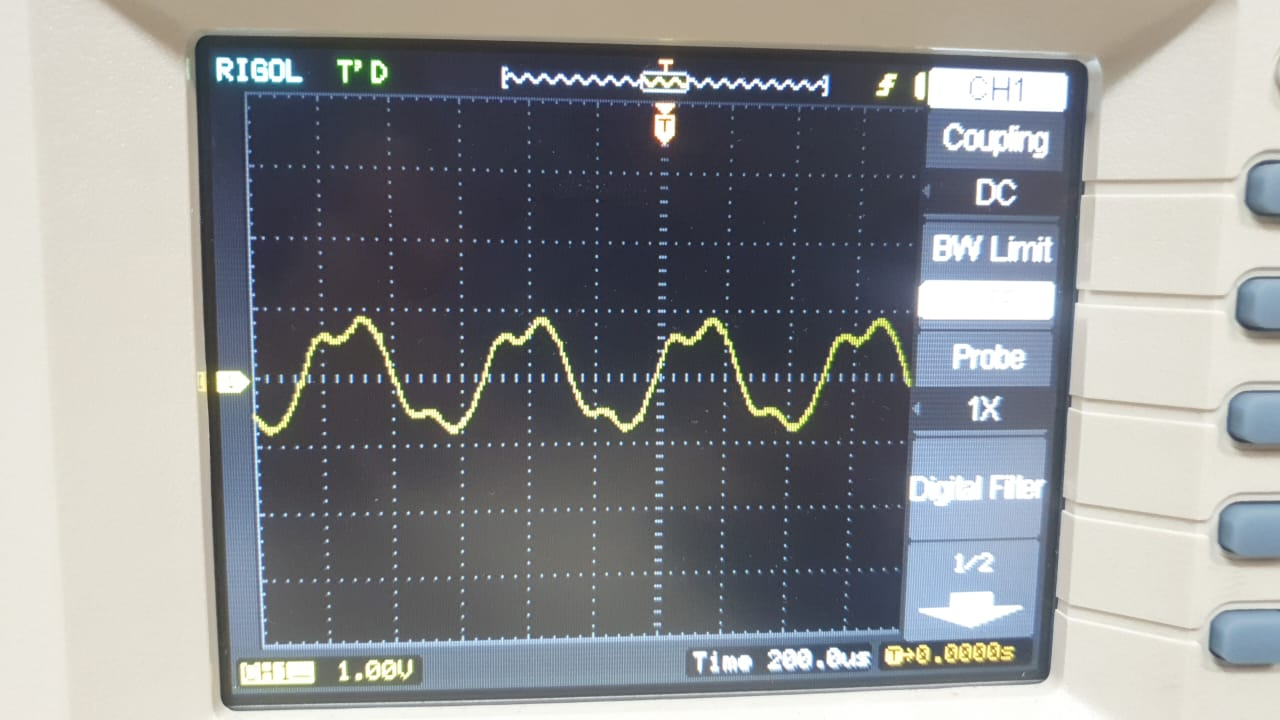 RIGOL T'D T CH1
T
Coupling
DC
BW Limit
Probe
1X
Digital Filter
1/2
CH1 1.00V Time 200.0us T→0.0000s